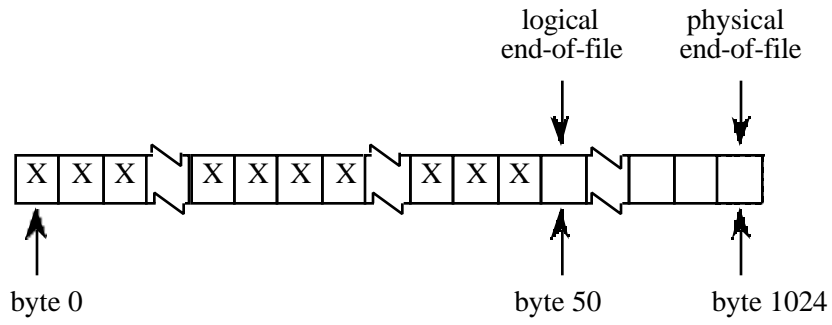 logical
end-of-file
physical
end-of-file
X X X X X X X X X X
byte 0
byte 50
byte 1024